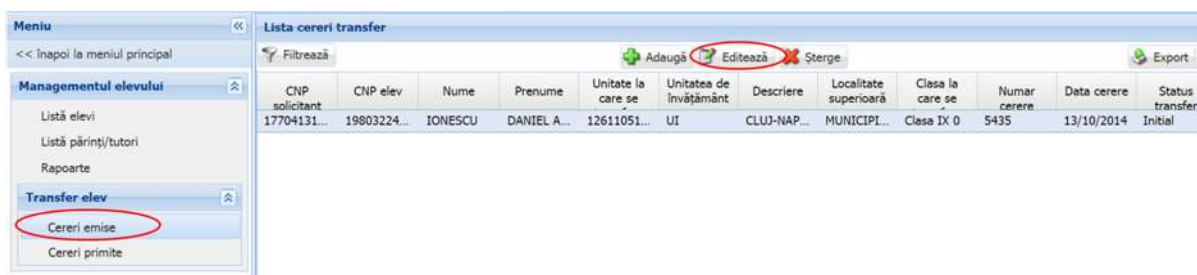 Meniu
<< înapoi la meniul principal
Managementul elevului
Listă elevi
Listă părinți/tutori
Rapoarte
Transfer elev
Cereri emise
Cereri primite
Lista cereri transfer
Filtrează Adaugă Editează Șterge Export
CNP solicitant CNP elev Nume Prenume Unitate la care se Unitatea de învățământ Descriere Localitate superioară Clasa la care se Numar cerere Data cerere Status transfer
17704131... 19803224... IONESCU DANIEL A... 12611051... UI CLUJ-NAP... MUNICIPI... Clasa IX 0 5435 13/10/2014 Initial